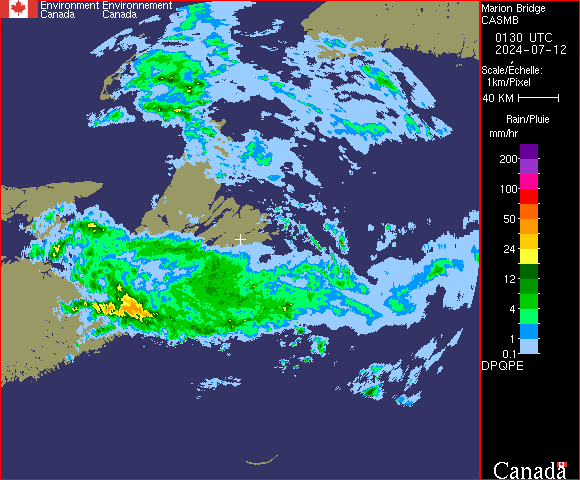 Environment Environnement
Canada Canada
Marion Bridge
CASMB
0130 UTC
2024-07-12
Scale/Échelle:
1km/Pixel
40 KM
Rain/Pluie
mm/hr
200
100
50
24
12
4
1
0.1
DPQPE
Canada